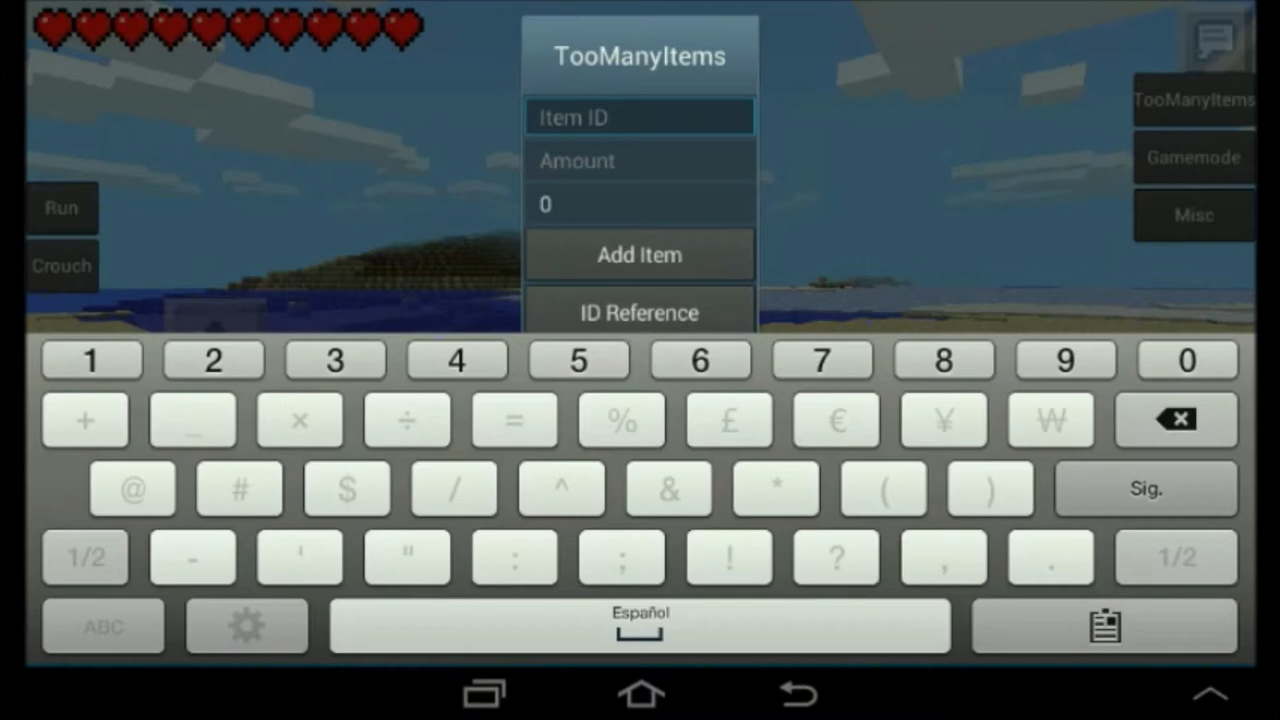 TooManyItems
Item ID
Amount
0
Add Item
ID Reference
TooManyItems
Gamemode
Misc
Run
Crouch
1 2 3 4 5 6 7 8 9 0
+ _ × ÷ = % £ € ¥ ₩
@ # $ / ^ & * ( ) Sig.
1/2 - ' " : ; ! ? , . 1/2
ABC Español